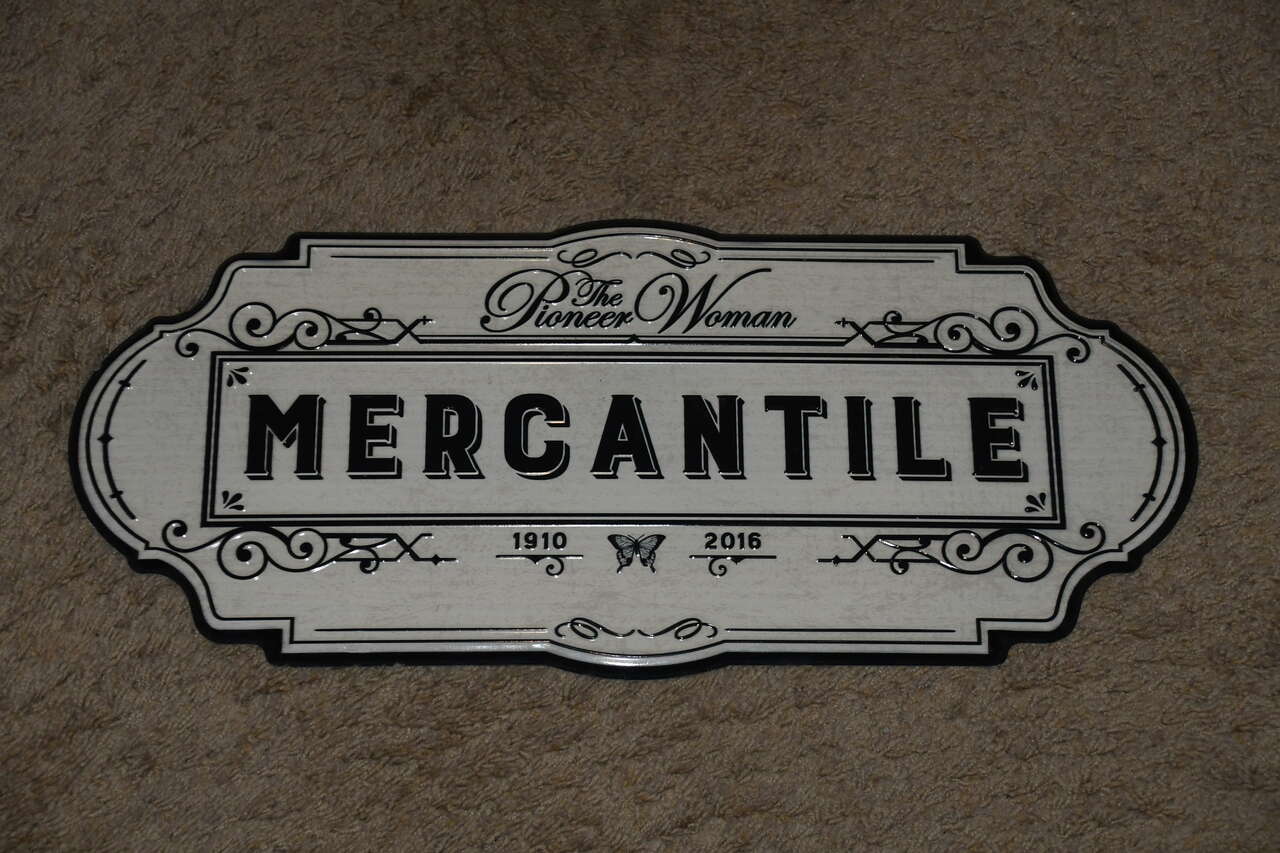 The
Pioneer Woman
MERCANTILE
1910 2016